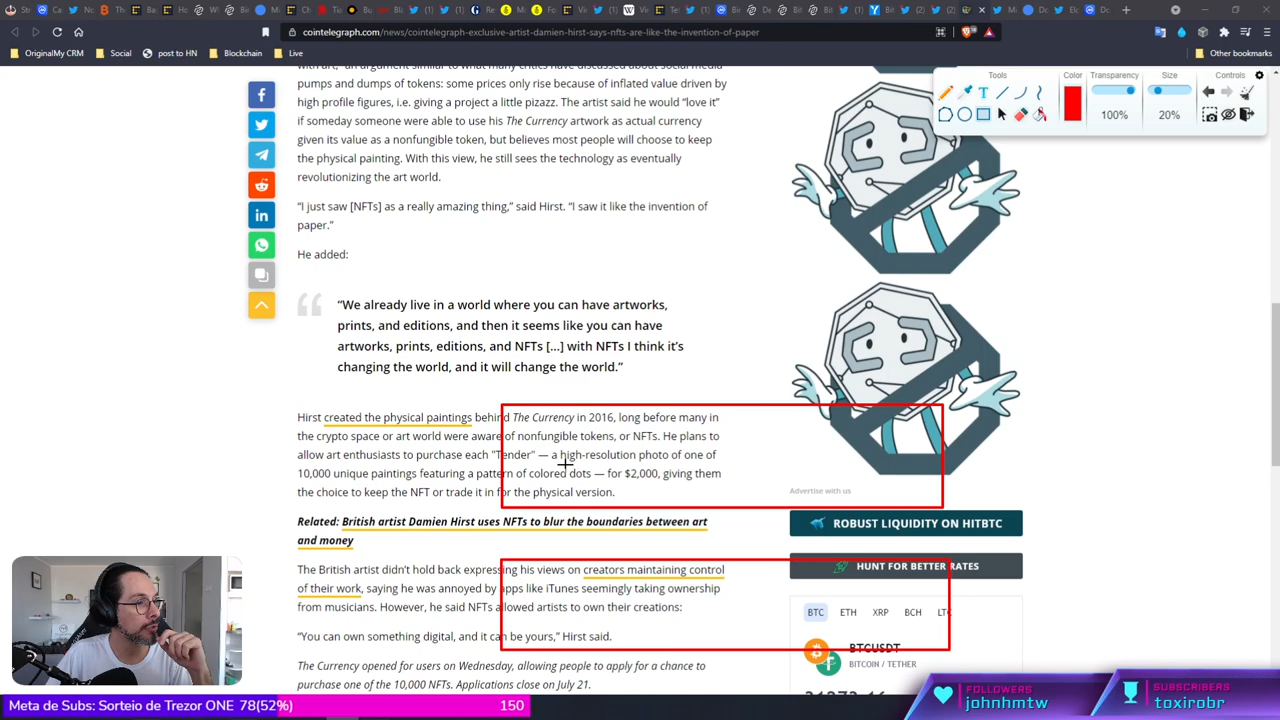 cointelegraph.com/news/cointelegraph-exclusive-artist-damien-hirst-says-nfts-are-like-the-invention-of-paper
OriginalMy CRM
Social
post to HN
Blockchain
Live
Other bookmarks
Tools
Color
Transparency
Size
Controls
100%
20%
with art," an argument similar to what many critics have discussed about social media
pumps and dumps of tokens: some prices only rise because of inflated value driven by
high profile figures, i.e. giving a project a little pizazz. The artist said he would “love it”
if someday someone were able to use his The Currency artwork as actual currency
given its value as a nonfungible token, but believes most people will choose to keep
the physical painting. With this view, he still sees the technology as eventually
revolutionizing the art world.
“I just saw [NFTs] as a really amazing thing,” said Hirst. “I saw it like the invention of
paper.”
He added:
“We already live in a world where you can have artworks,
prints, and editions, and then it seems like you can have
artworks, prints, editions, and NFTs [...] with NFTs I think it’s
changing the world, and it will change the world.”
Hirst created the physical paintings behind The Currency in 2016, long before many in
the crypto space or art world were aware of nonfungible tokens, or NFTs. He plans to
allow art enthusiasts to purchase each "Tender" — a high-resolution photo of one of
10,000 unique paintings featuring a pattern of colored dots — for $2,000, giving them
the choice to keep the NFT or trade it in for the physical version.
Related: British artist Damien Hirst uses NFTs to blur the boundaries between art
and money
The British artist didn’t hold back expressing his views on creators maintaining control
of their work, saying he was annoyed by apps like iTunes seemingly taking ownership
from musicians. However, he said NFTs allowed artists to own their creations:
“You can own something digital, and it can be yours,” Hirst said.
The Currency opened for users on Wednesday, allowing people to apply for a chance to
purchase one of the 10,000 NFTs. Applications close on July 21.
Advertise with us
ROBUST LIQUIDITY ON HITBTC
HUNT FOR BETTER RATES
BTC
ETH
XRP
BCH
LTC
BTCUSDT
BITCOIN / TETHER
Meta de Subs: Sorteio de Trezor ONE 78(52%)
150
FOLLOWERS
johnhmtw
SUBSCRIBERS
toxirobr